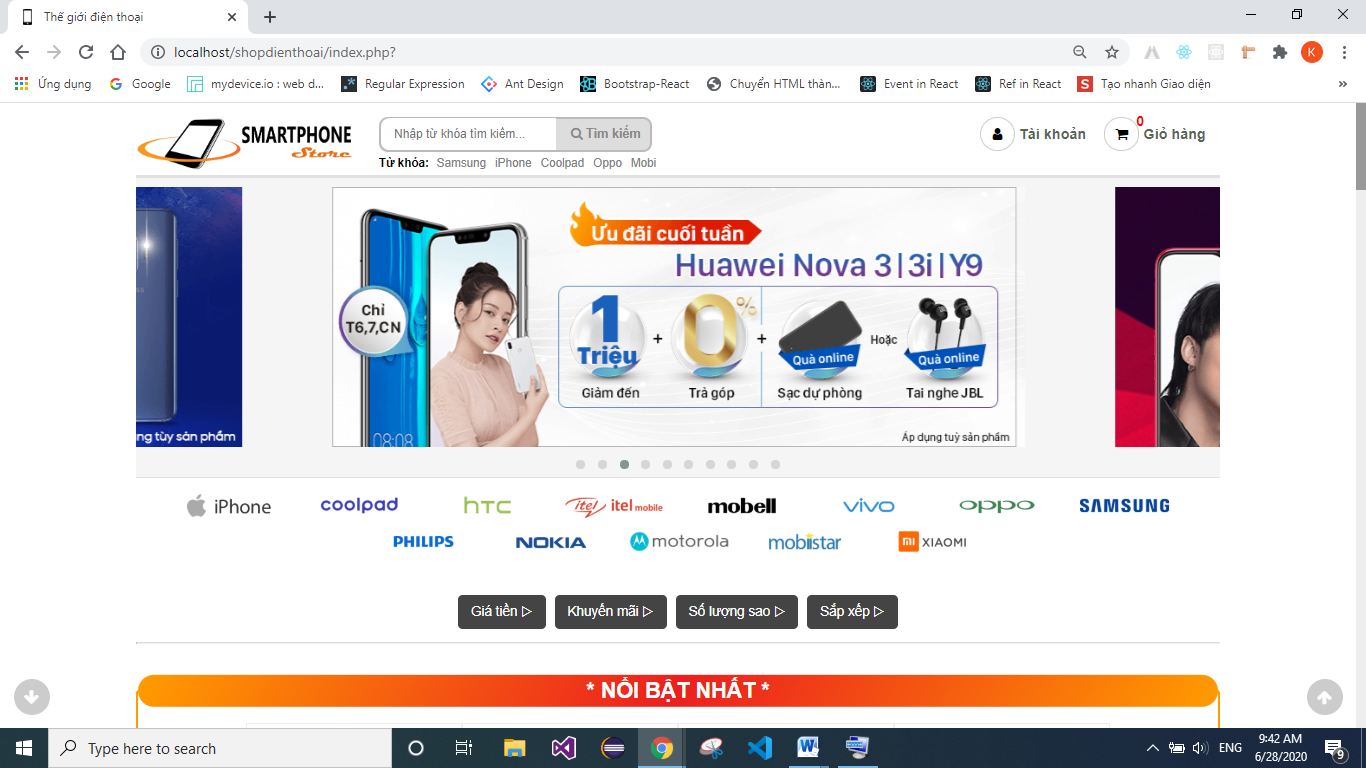 Thế giới điện thoại
localhost/shopdienthoai/index.php?
K
Ứng dụng Google mydevice.io : web d... Regular Expression Ant Design Bootstrap-React Chuyển HTML thàn... Event in React Ref in React Tạo nhanh Giao diện
SMARTPHONE
Store
Nhập từ khóa tìm kiếm... Tìm kiếm
Từ khóa: Samsung iPhone Coolpad Oppo Mobi
Tài khoản
0
Giỏ hàng
ng tùy sản phẩm
Chỉ
T6,7,CN
08:08
Ưu đãi cuối tuần
Huawei Nova 3|3i|Y9
1
Triệu
Giảm đến
+
0%
Trả góp
+
Quà online
Sạc dự phòng
Hoặc
Quà online
Tai nghe JBL
Áp dụng tuỳ sản phẩm
iPhone coolpad hTC itel itel mobile mobell vivo oppo SAMSUNG
PHILIPS NOKIA motorola mobiistar mi XIAOMI
Giá tiền ▷ Khuyến mãi ▷ Số lượng sao ▷ Sắp xếp ▷
* NỔI BẬT NHẤT *
Type here to search
ENG
9:42 AM
6/28/2020
9